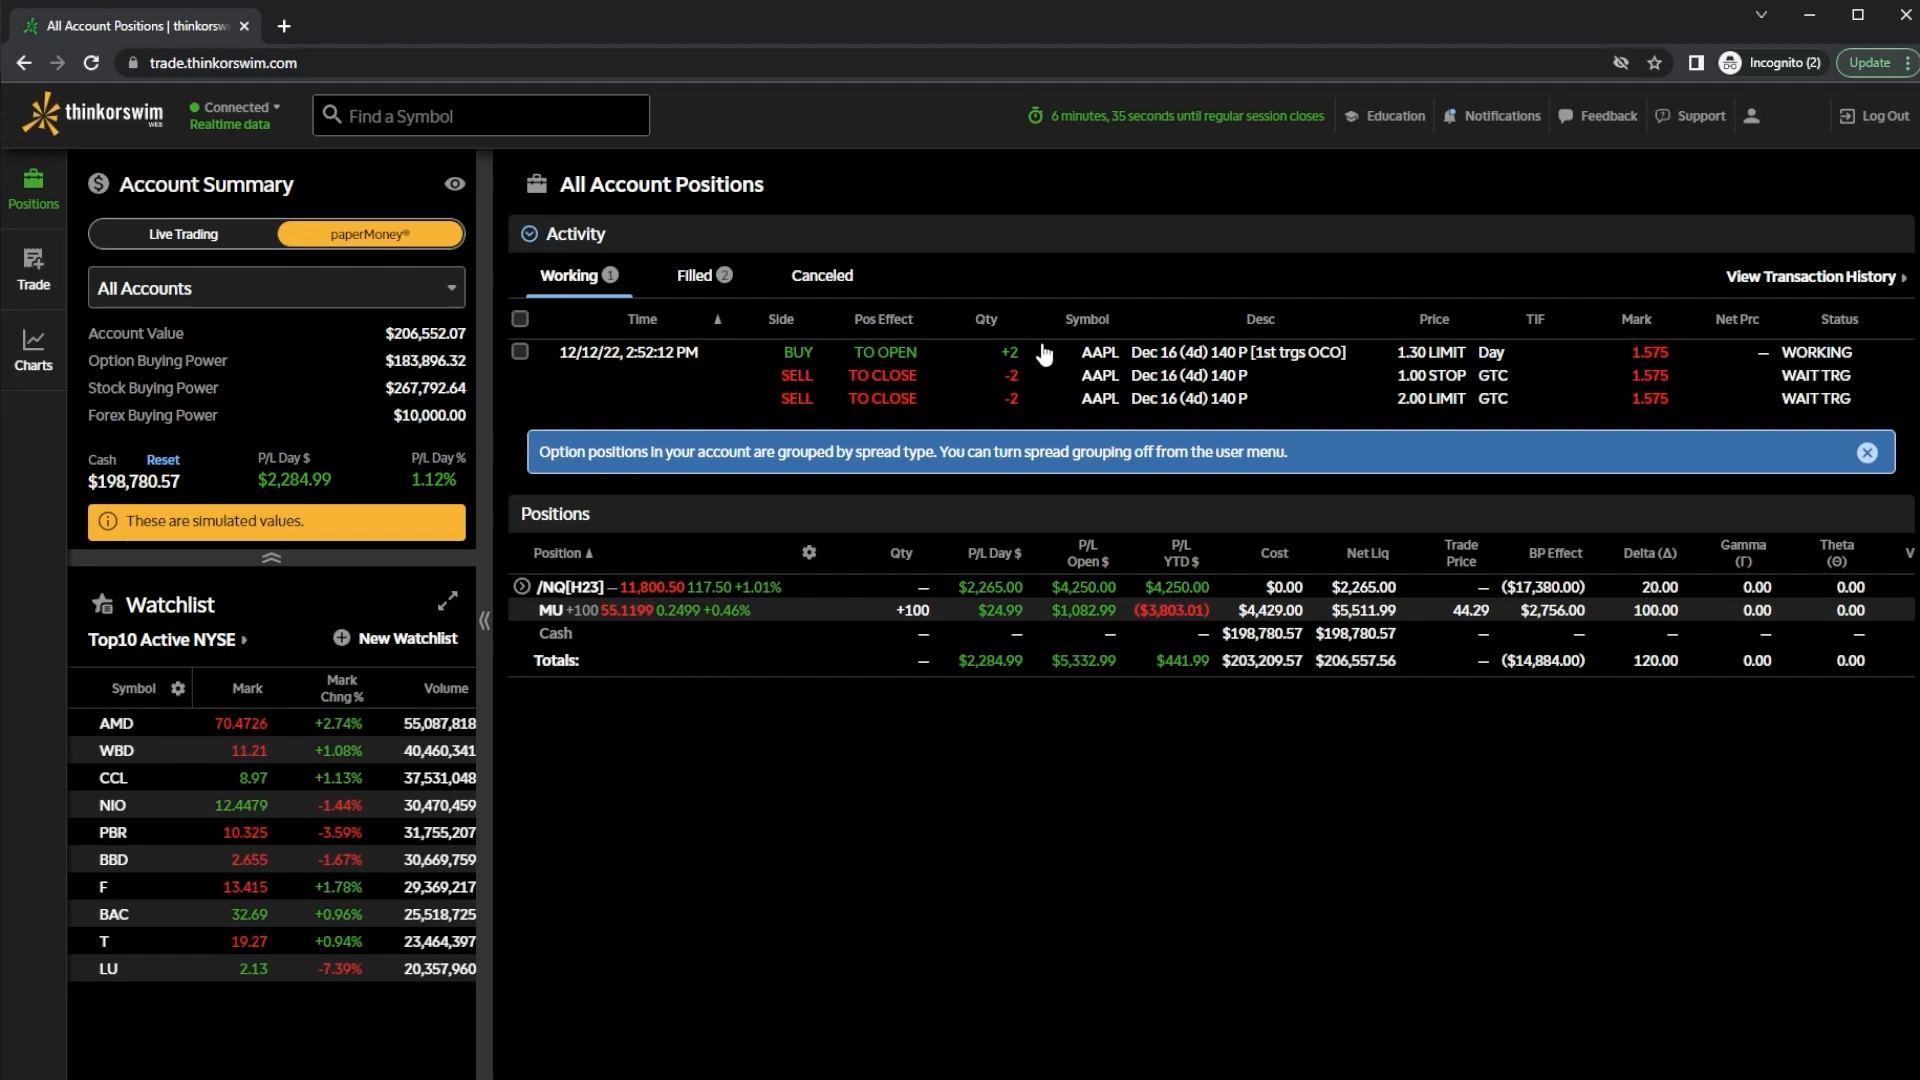 All Account Positions | thinkorsw
trade.thinkorswim.com
Incognito (2)
Update
thinkorswim
WEB
Connected
Realtime data
Find a Symbol
6 minutes, 35 seconds until regular session closes
Education
Notifications
Feedback
Support
Log Out
Positions
Trade
Charts
Account Summary
Live Trading
paperMoney®
All Accounts
Account Value $206,552.07
Option Buying Power $183,896.32
Stock Buying Power $267,792.64
Forex Buying Power $10,000.00
Cash Reset P/L Day $ P/L Day %
$198,780.57 $2,284.99 1.12%
These are simulated values.
Watchlist
Top10 Active NYSE
New Watchlist
Symbol Mark Mark Chng % Volume
AMD 70.4726 +2.74% 55,087,818
WBD 11.21 +1.08% 40,460,341
CCL 8.97 +1.13% 37,531,048
NIO 12.4479 -1.44% 30,470,459
PBR 10.325 -3.59% 31,755,207
BBD 2.655 -1.67% 30,669,759
F 13.415 +1.78% 29,369,217
BAC 32.69 +0.96% 25,518,725
T 19.27 +0.94% 23,464,397
LU 2.13 -7.39% 20,357,960
All Account Positions
Activity
Working 1 Filled 2 Canceled
View Transaction History
Time Side Pos Effect Qty Symbol Desc Price TIF Mark Net Prc Status
12/12/22, 2:52:12 PM BUY TO OPEN +2 AAPL Dec 16 (4d) 140 P [1st trgs OCO] 1.30 LIMIT Day 1.575 — WORKING
SELL TO CLOSE -2 AAPL Dec 16 (4d) 140 P 1.00 STOP GTC 1.575 WAIT TRG
SELL TO CLOSE -2 AAPL Dec 16 (4d) 140 P 2.00 LIMIT GTC 1.575 WAIT TRG
Option positions in your account are grouped by spread type. You can turn spread grouping off from the user menu.
Positions
Position Qty P/L Day $ P/L Open $ P/L YTD $ Cost Net Liq Trade Price BP Effect Delta (Δ) Gamma (Γ) Theta (Θ) V
/NQ[H23] — 11,800.50 117.50 +1.01% — $2,265.00 $4,250.00 $4,250.00 $0.00 $2,265.00 — ($17,380.00) 20.00 0.00 0.00
MU +100 55.1199 0.2499 +0.46% +100 $24.99 $1,082.99 ($3,803.01) $4,429.00 $5,511.99 44.29 $2,756.00 100.00 0.00 0.00
Cash — — — — $198,780.57 $198,780.57 — — — — —
Totals: — $2,284.99 $5,332.99 $441.99 $203,209.57 $206,557.56 — ($14,884.00) 120.00 0.00 0.00